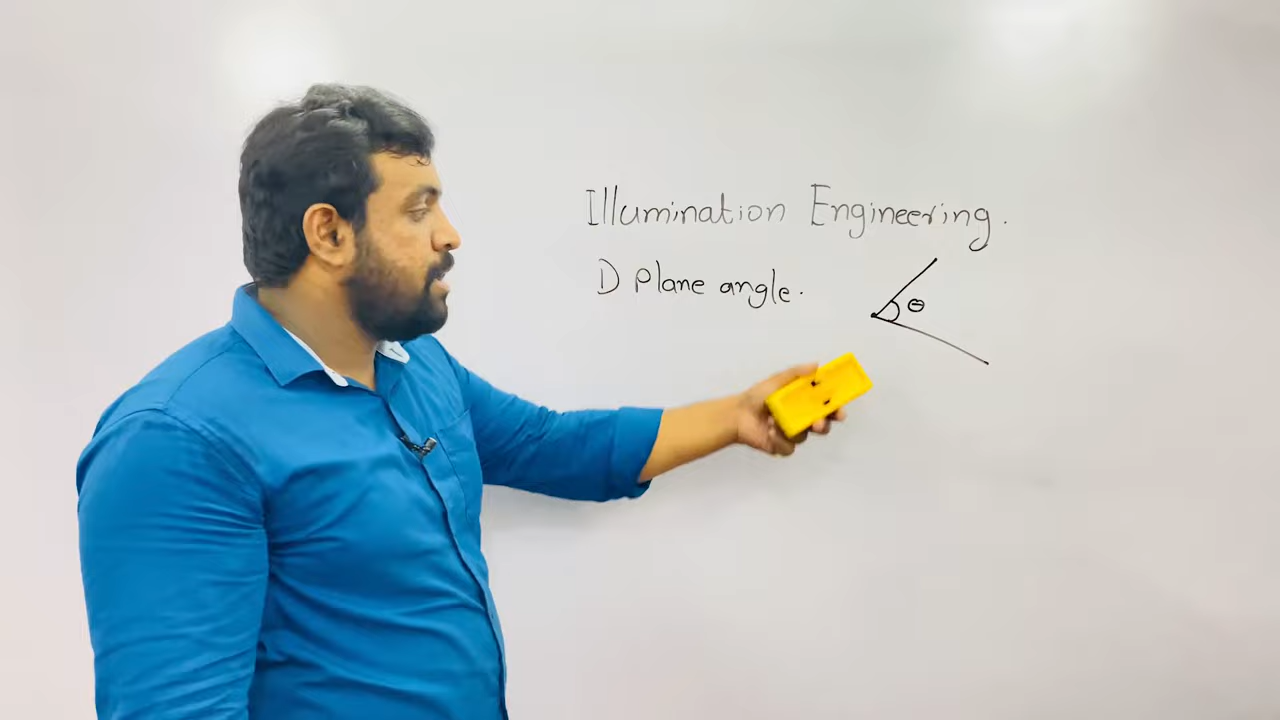 Illumination Engineering.
1) Plane angle.
θ